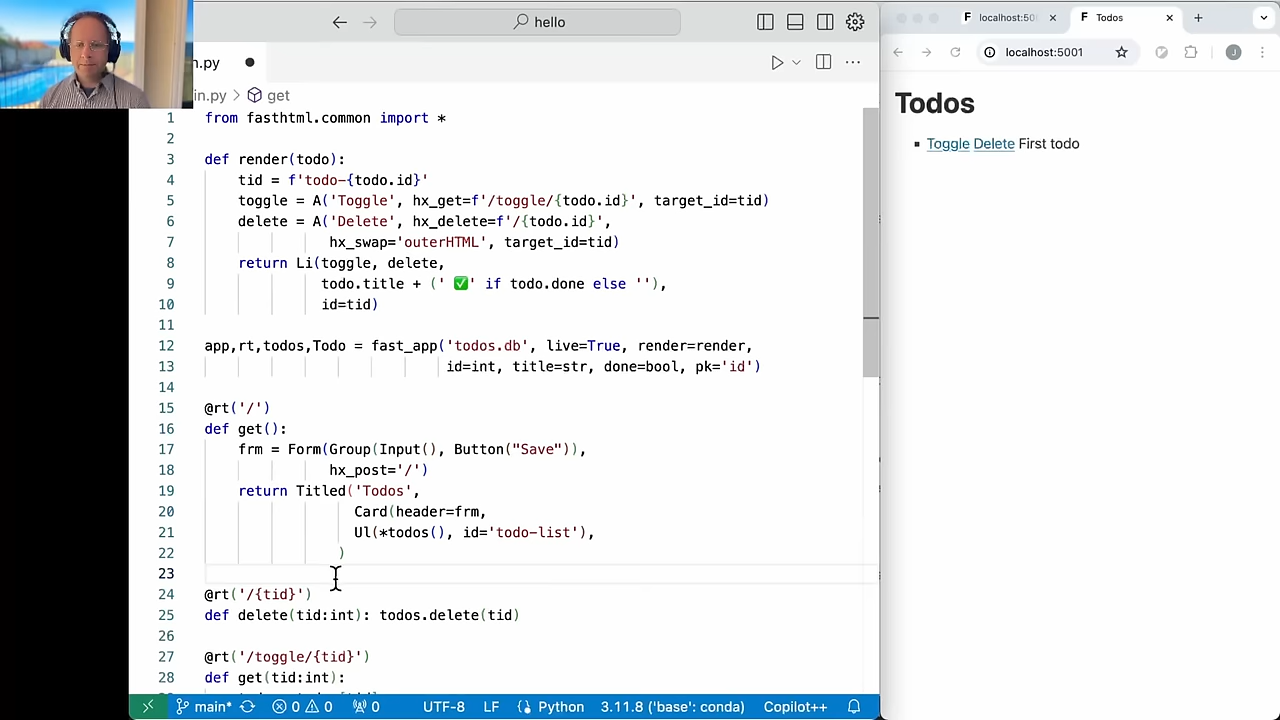 hello
n.py
in.py > get
1 from fasthtml.common import *
2
3 def render(todo):
4 tid = f'todo-{todo.id}'
5 toggle = A('Toggle', hx_get=f'/toggle/{todo.id}', target_id=tid)
6 delete = A('Delete', hx_delete=f'/{todo.id}',
7 hx_swap='outerHTML', target_id=tid)
8 return Li(toggle, delete,
9 todo.title + (' ✅' if todo.done else ''),
10 id=tid)
11
12 app,rt,todos,Todo = fast_app('todos.db', live=True, render=render,
13 id=int, title=str, done=bool, pk='id')
14
15 @rt('/')
16 def get():
17 frm = Form(Group(Input(), Button("Save")),
18 hx_post='/')
19 return Titled('Todos',
20 Card(header=frm,
21 Ul(*todos(), id='todo-list'),
22 )
23
24 @rt('/{tid}')
25 def delete(tid:int): todos.delete(tid)
26
27 @rt('/toggle/{tid}')
28 def get(tid:int):
main* 0 0 0 UTF-8 LF Python 3.11.8 ('base': conda) Copilot++
F localhost:50 F Todos
localhost:5001 J
Todos
Toggle Delete First todo